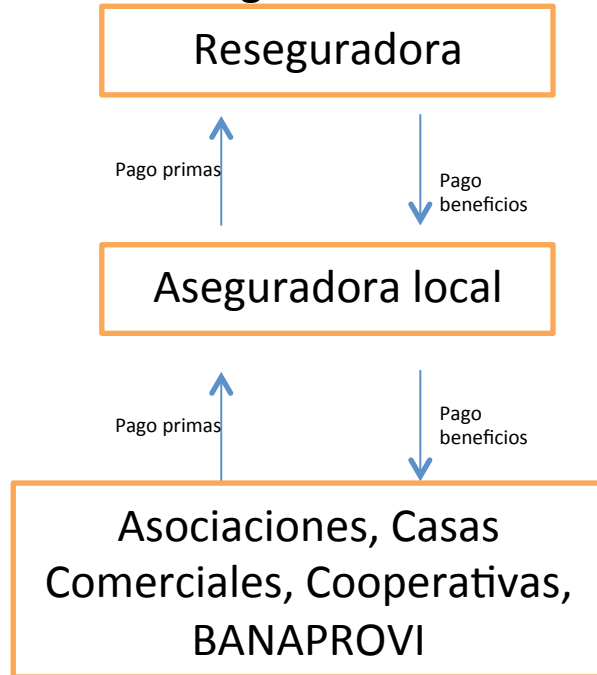 Reseguradora
Pago primas
Pago
beneficios
Aseguradora local
Pago primas
Pago
beneficios
Asociaciones, Casas
Comerciales, Cooperativas,
BANAPROVI